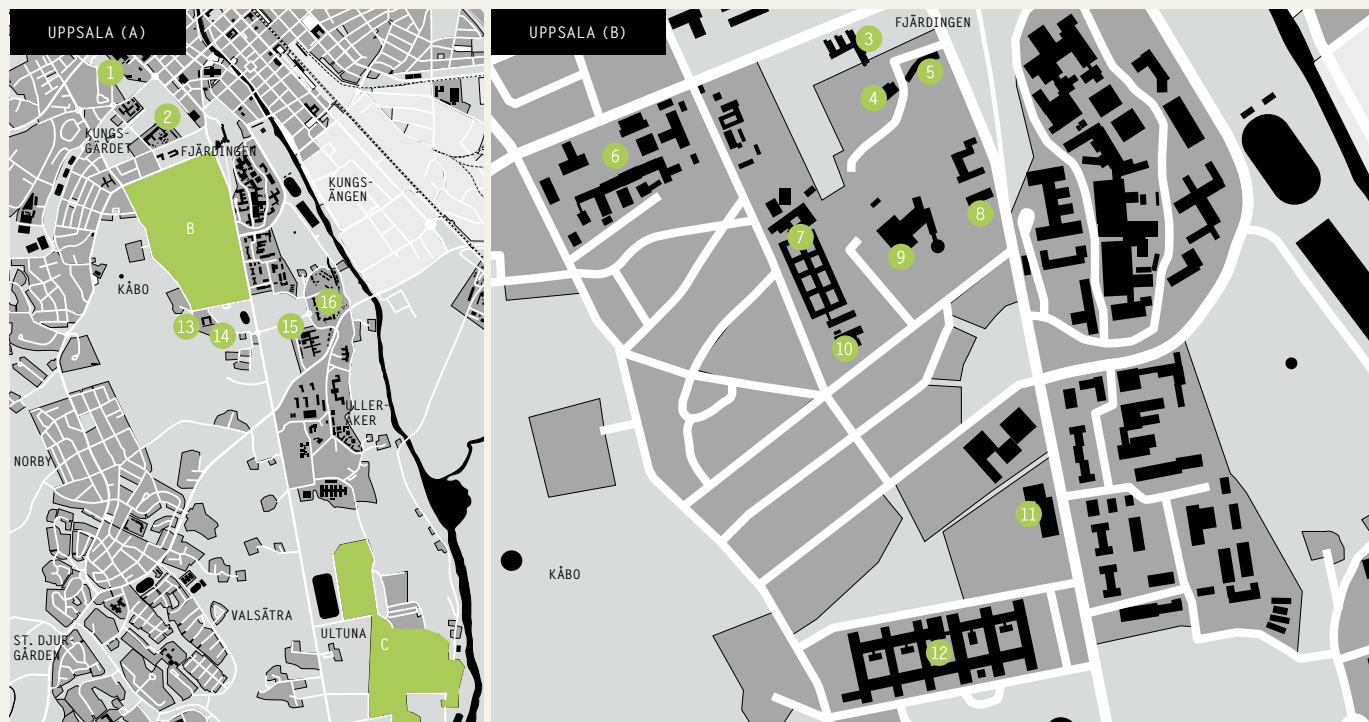 UPPSALA (A)
1
2
KUNGS-
GÄRDET
FJÄRDINGEN
KUNGS-
ÄNGEN
B
KÅBO
16
13
14
15
ULLER-
ÅKER
NORBY
VALSÄTRA
ULTUNA
C
ST. DJUR-
GÅRDEN
UPPSALA (B)
FJÄRDINGEN
3
5
4
6
8
7
9
10
11
KÅBO
12